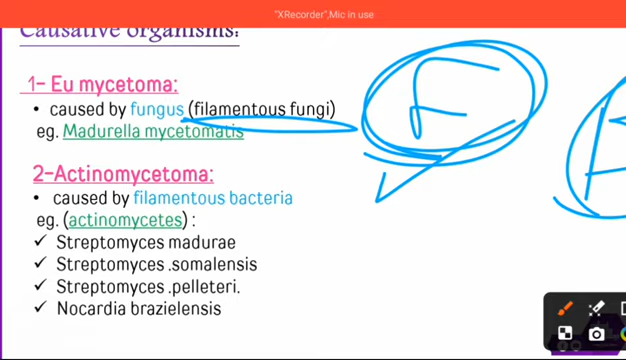 "XRecorder",Mic in use
Causative organisms:
1- Eu mycetoma:
• caused by fungus (filamentous fungi)
eg. Madurella mycetomatis
F
2-Actinomycetoma:
• caused by filamentous bacteria
eg. (actinomycetes) :
✓ Streptomyces madurae
✓ Streptomyces .somalensis
✓ Streptomyces .pelleteri.
✓ Nocardia brazielensis